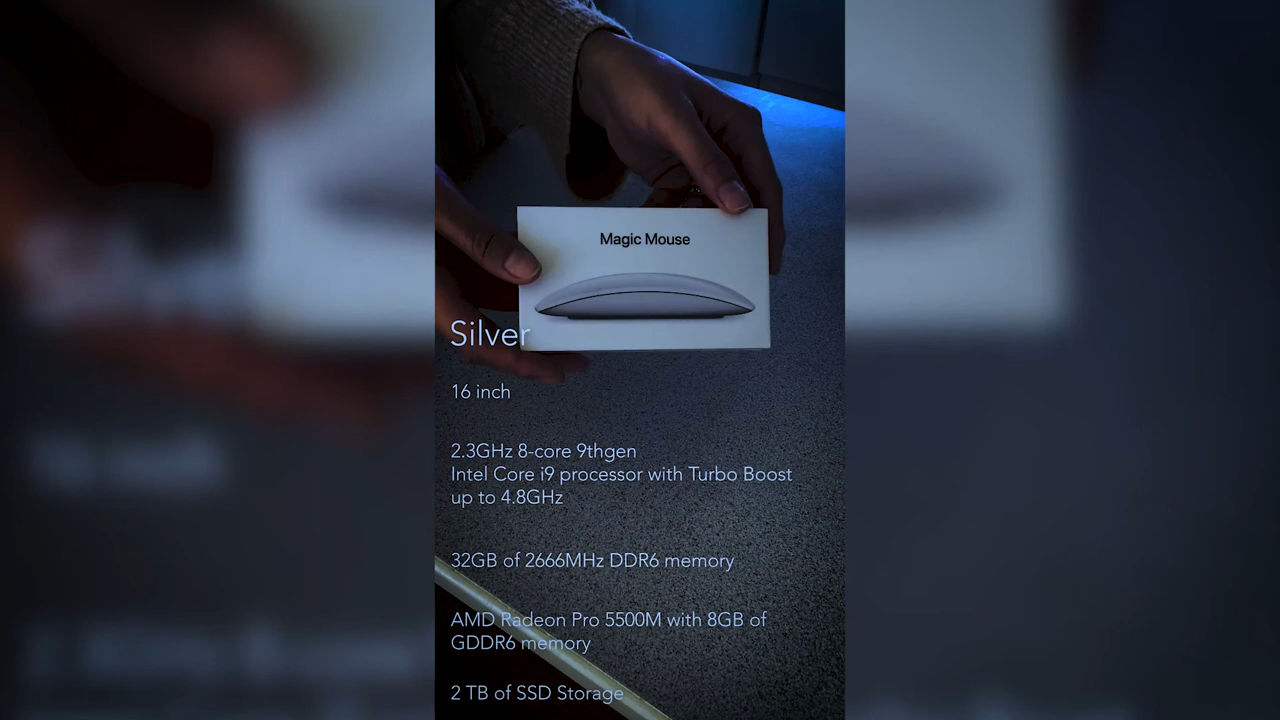 Magic Mouse
Silver
16 inch
2.3GHz 8-core 9thgen
Intel Core i9 processor with Turbo Boost
up to 4.8GHz
32GB of 2666MHz DDR6 memory
AMD Radeon Pro 5500M with 8GB of
GDDR6 memory
2 TB of SSD Storage